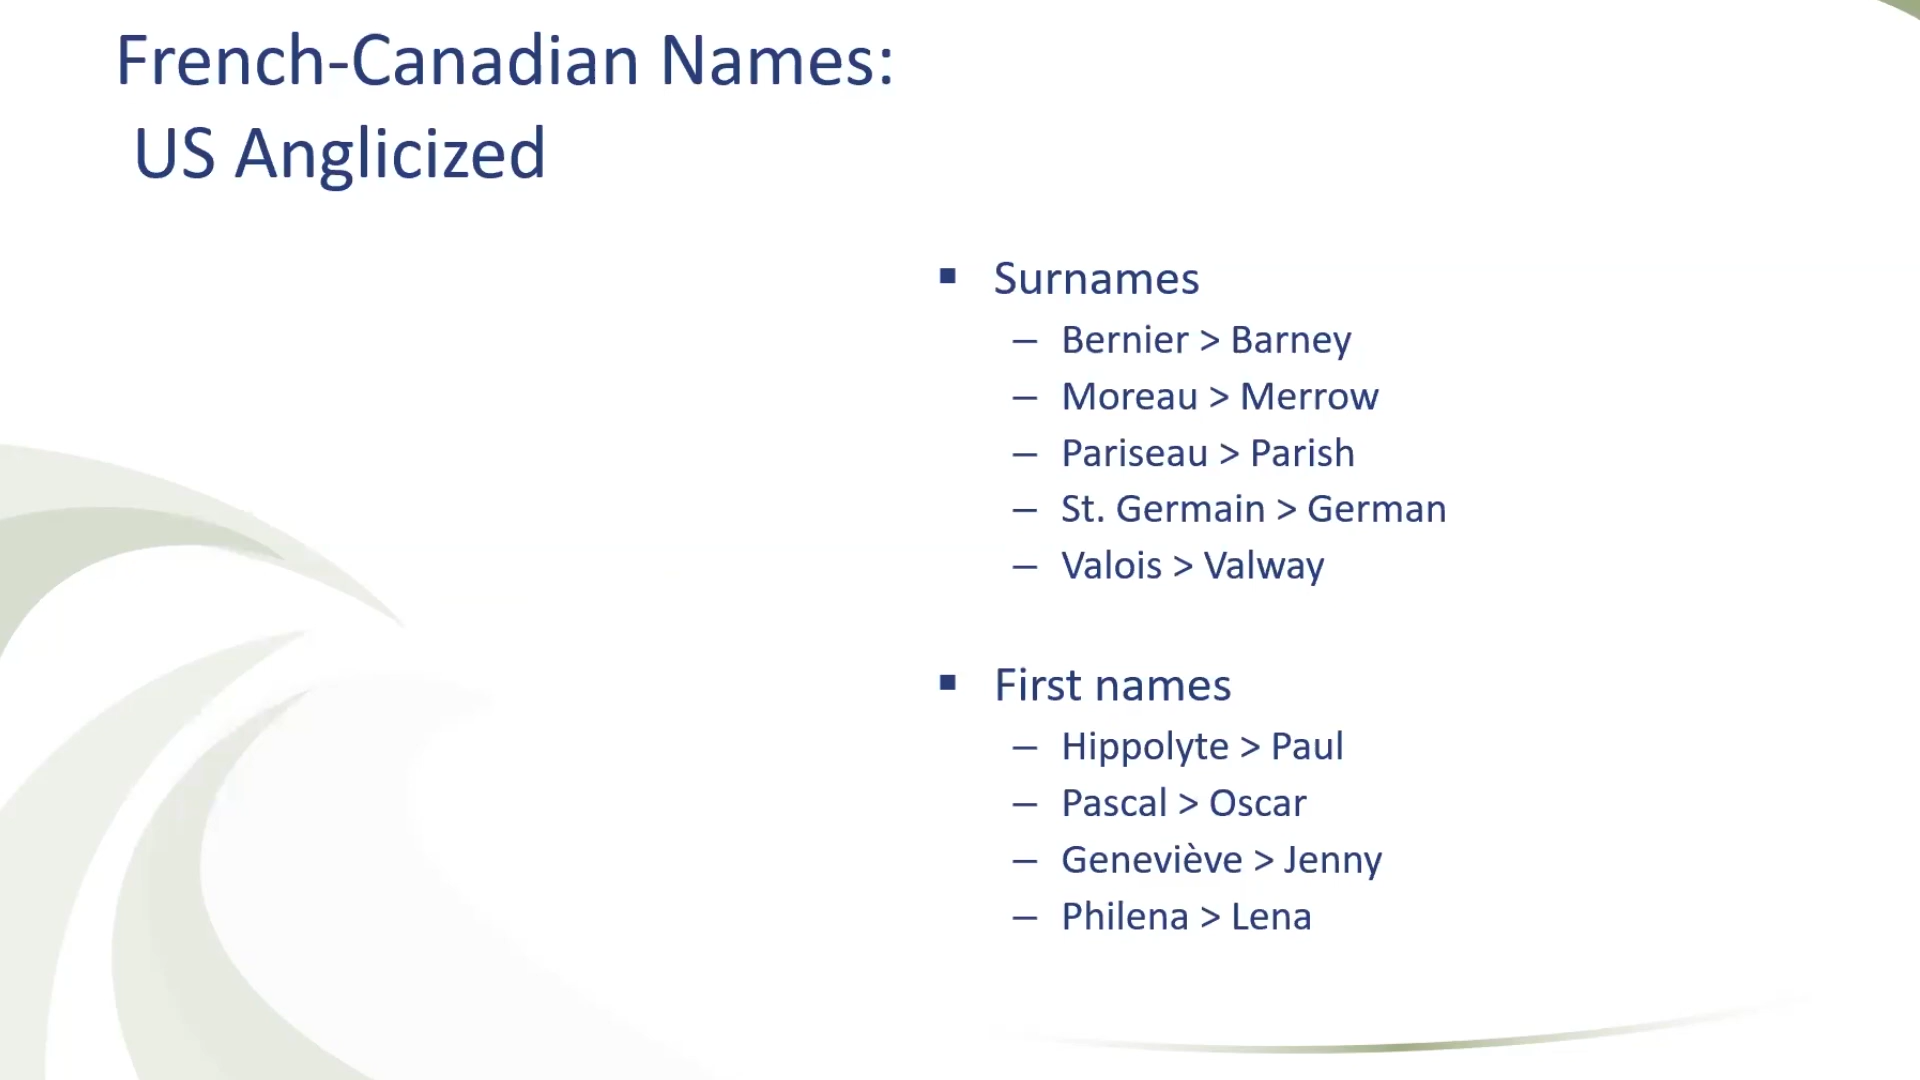 French-Canadian Names:
US Anglicized
▪ Surnames
– Bernier > Barney
– Moreau > Merrow
– Pariseau > Parish
– St. Germain > German
– Valois > Valway
▪ First names
– Hippolyte > Paul
– Pascal > Oscar
– Geneviève > Jenny
– Philena > Lena